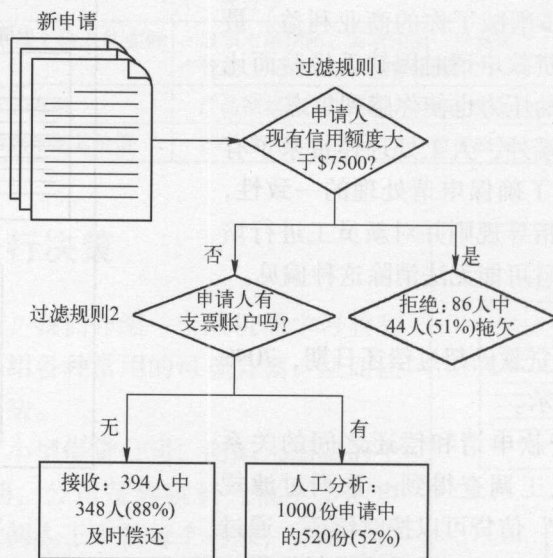 新申请
过滤规则1
申请人
现有信用额度大
于$7500?
否
是
过滤规则2
申请人有
支票账户吗?
拒绝:86人中
44人(51%)拖欠
无
有
接收:394人中
348人(88%)
及时偿还
人工分析:
1000份申请中
的520份(52%)